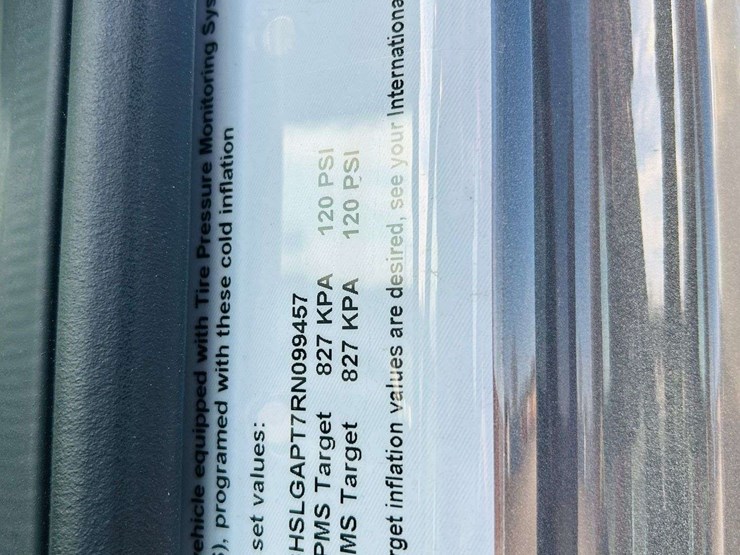 ehicle equipped with Tire Pressure Monitoring Sys
), programed with these cold inflation
set values:
HSLGAPT7RN099457
PMS Target 827 KPA 120 PSI
MS Target 827 KPA 120 PSI
rget inflation values are desired, see your Internationa